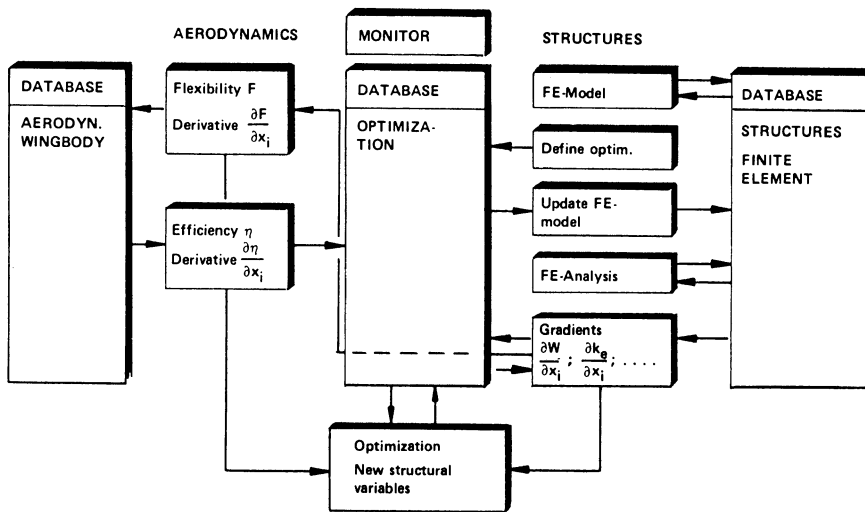 AERODYNAMICS
MONITOR
STRUCTURES
DATABASE
AERODYN.
WINGBODY
Flexibility F
Derivative ∂F/∂xi
Efficiency η
Derivative ∂η/∂xi
DATABASE
OPTIMIZA-
TION
FE-Model
Define optim.
Update FE-
model
FE-Analysis
Gradients
∂W/∂xi ; ∂ke/∂xi ; ....
DATABASE
STRUCTURES
FINITE
ELEMENT
Optimization
New structural
variables